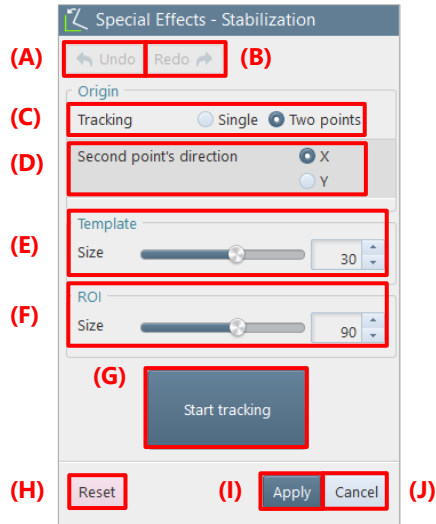 Special Effects - Stabilization
(A) Undo Redo (B)
Origin
(C) Tracking Single Two points
(D) Second point's direction X
Y
Template
(E) Size 30
ROI
(F) Size 90
(G)
Start tracking
(H) Reset (I) Apply Cancel (J)